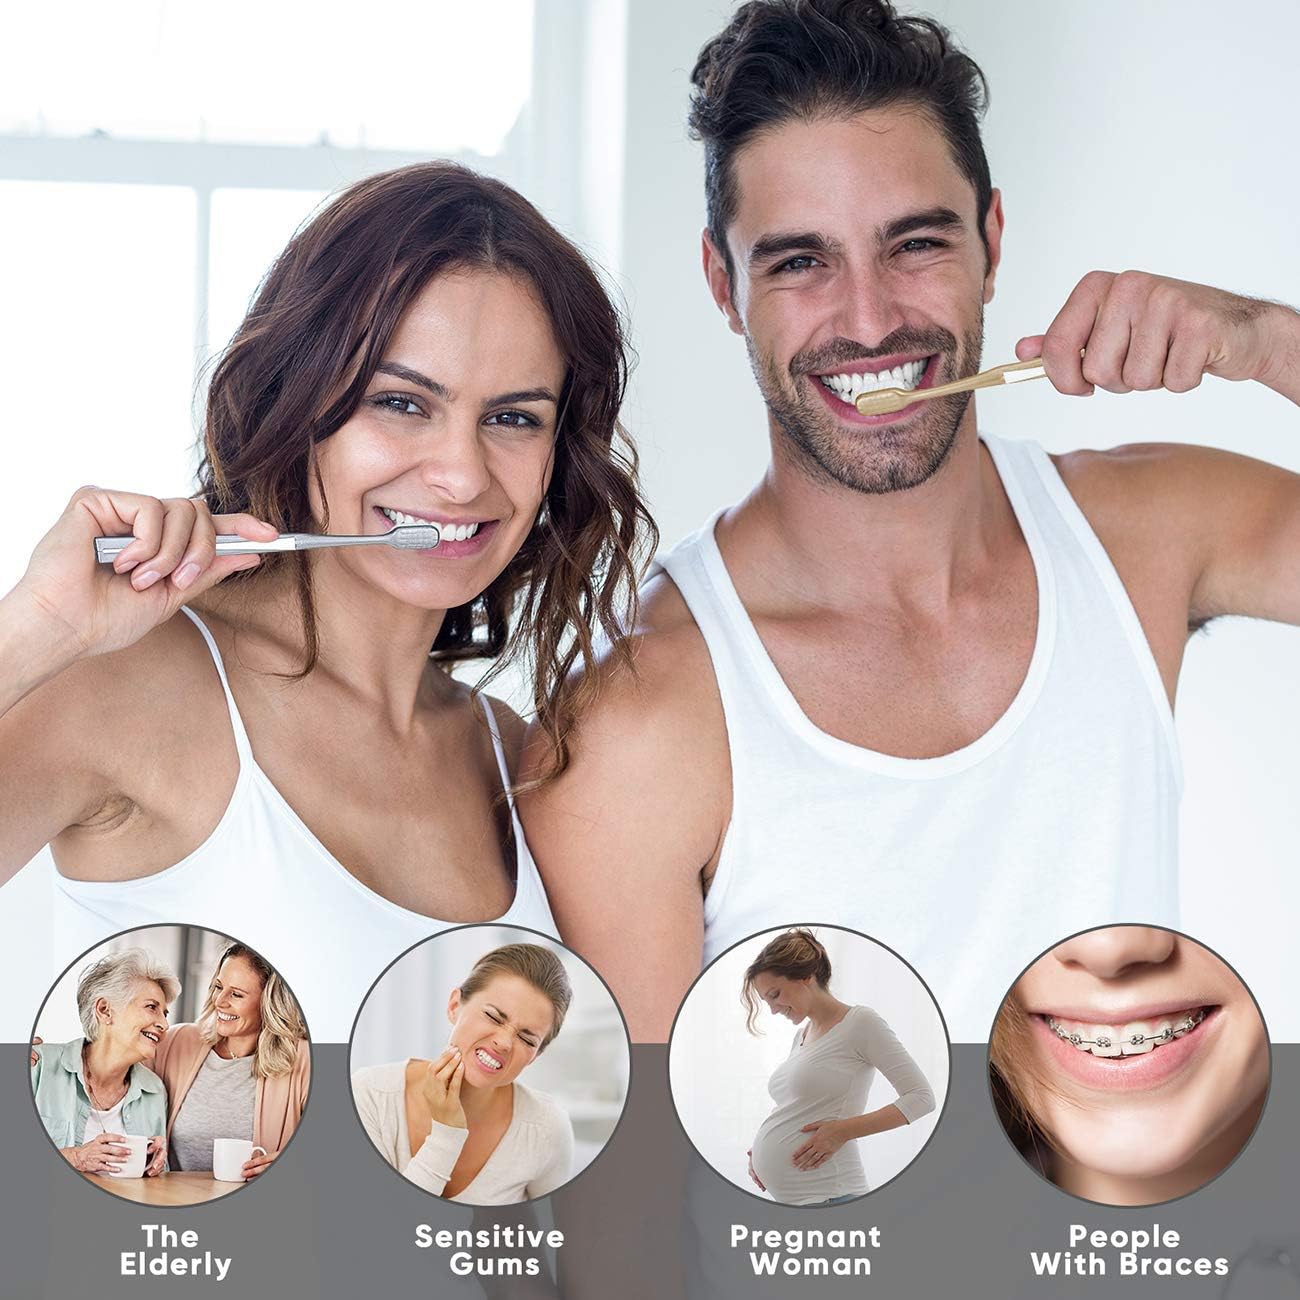 The
Elderly
Sensitive
Gums
Pregnant
Woman
People
With Braces